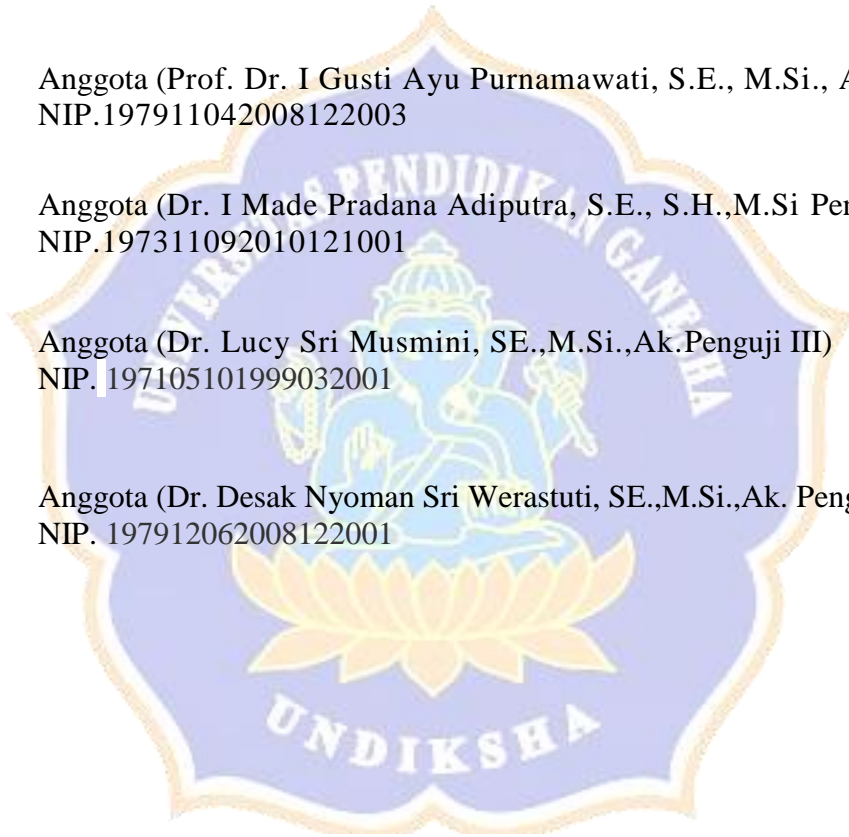 Anggota (Prof. Dr. I Gusti Ayu Purnamawati, S.E., M.Si., A
NIP.197911042008122003
Anggota (Dr. I Made Pradana Adiputra, S.E., S.H.,M.Si Pen
NIP.197311092010121001
Anggota (Dr. Lucy Sri Musmini, SE.,M.Si.,Ak.Penguji III)
NIP. 197105101999032001
Anggota (Dr. Desak Nyoman Sri Werastuti, SE.,M.Si.,Ak. Peng
NIP. 197912062008122001
UNIVERSITAS PENDIDIKAN GANESHA
UNDIKSHA